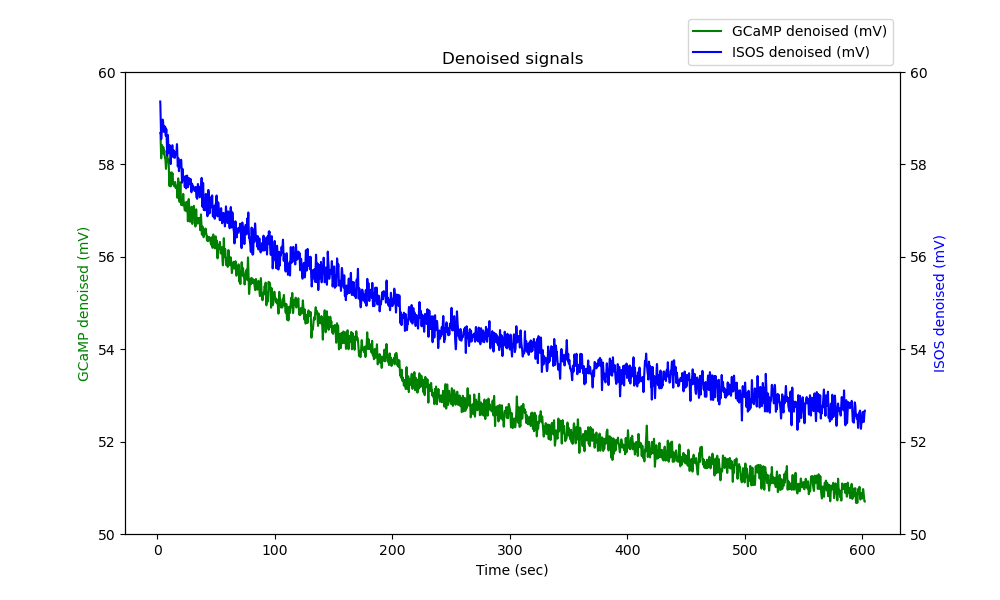 GCaMP denoised (mV)
ISOS denoised (mV)
Denoised signals
60
58
56
54
52
50
GCaMP denoised (mV)
60
58
56
54
52
50
ISOS denoised (mV)
0 100 200 300 400 500 600
Time (sec)